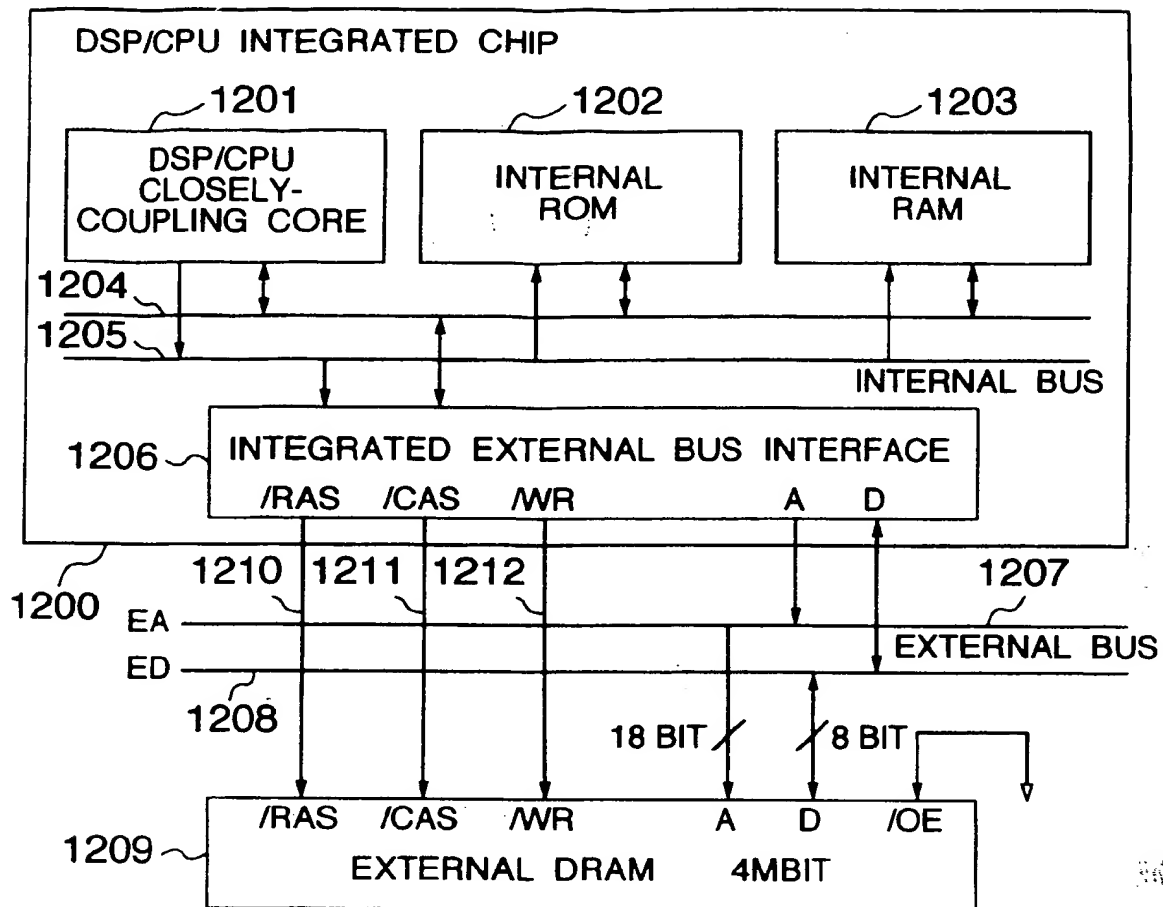 DSP/CPU INTEGRATED CHIP
1201
1202
1203
DSP/CPU
CLOSELY-
COUPLING CORE
INTERNAL
ROM
INTERNAL
RAM
1204
1205
INTERNAL BUS
1206
INTEGRATED EXTERNAL BUS INTERFACE
/RAS /CAS /WR A D
1200
1210
1211
1212
1207
EA
EXTERNAL BUS
ED
1208
18 BIT
8 BIT
/RAS /CAS /WR A D /OE
1209
EXTERNAL DRAM 4MBIT